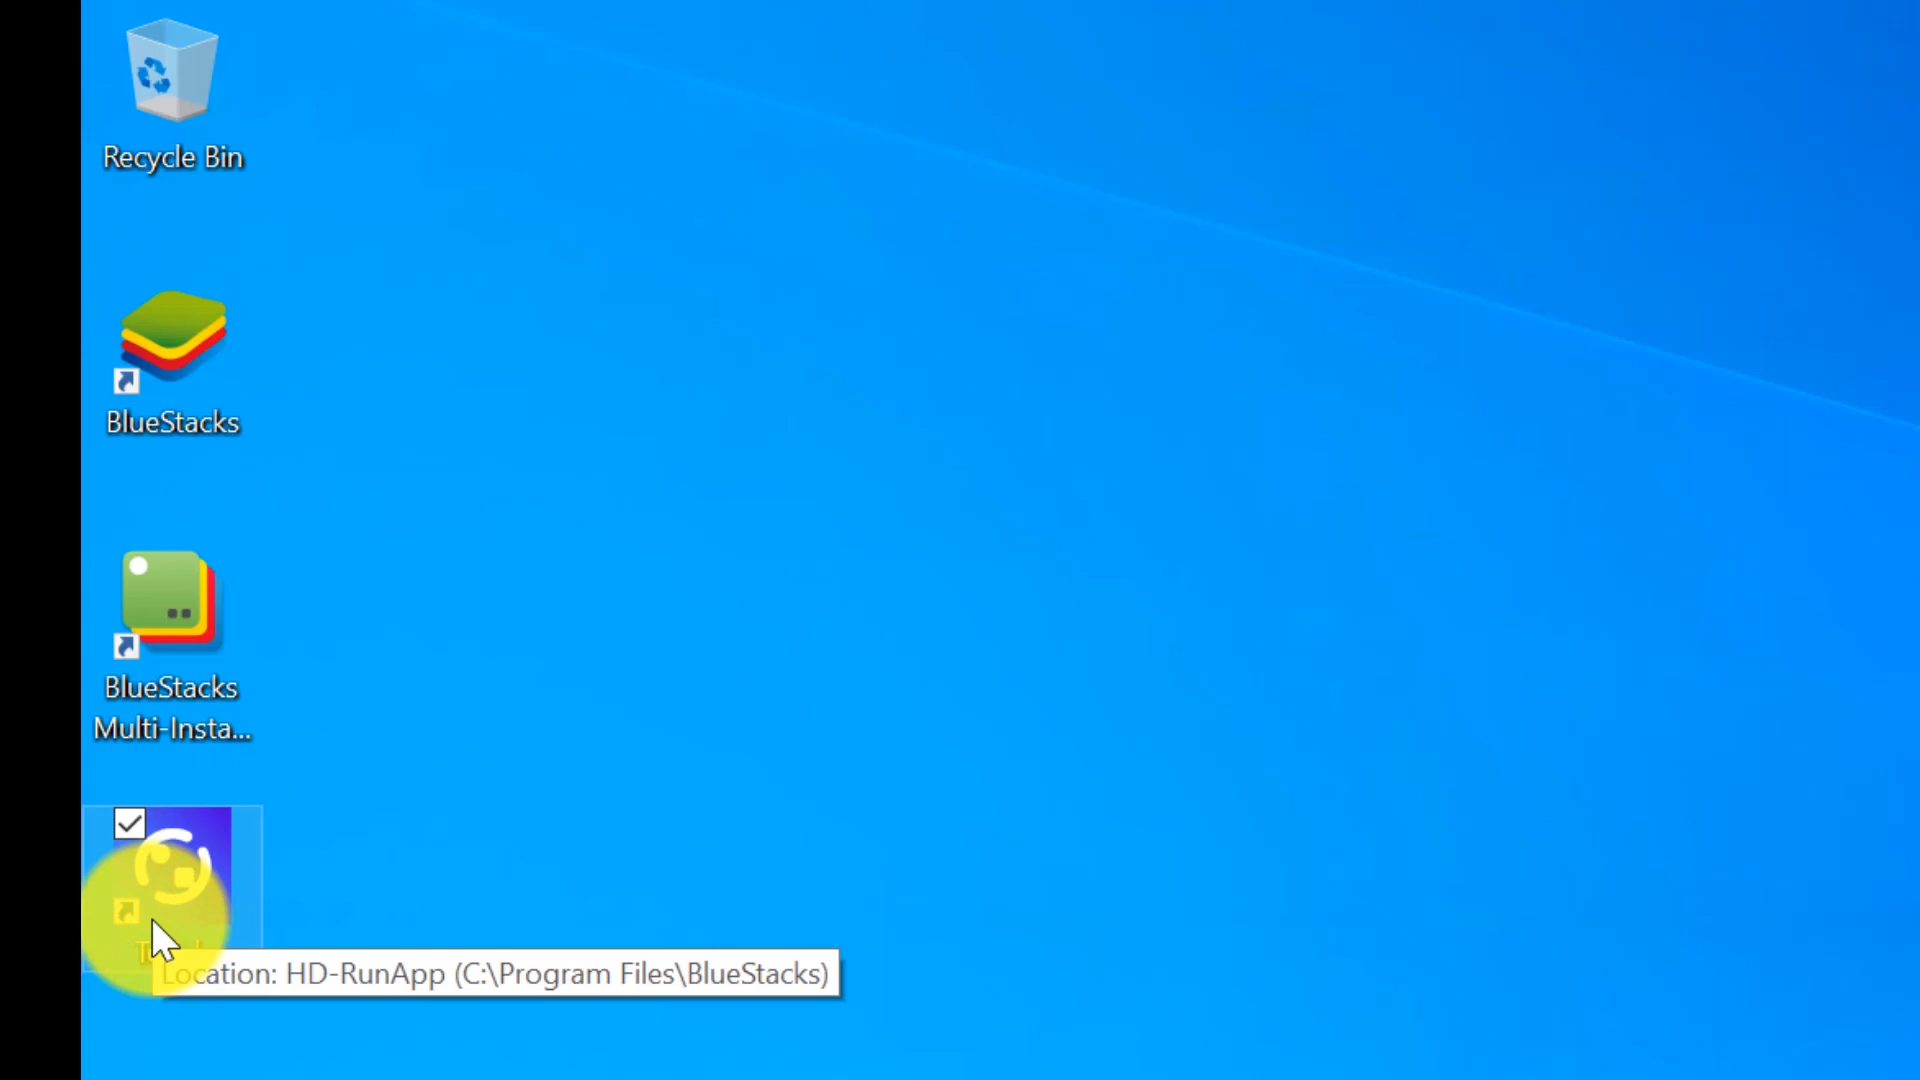 Recycle Bin
BlueStacks
BlueStacks
Multi-Insta...
Location: HD-RunApp (C:\Program Files\BlueStacks)